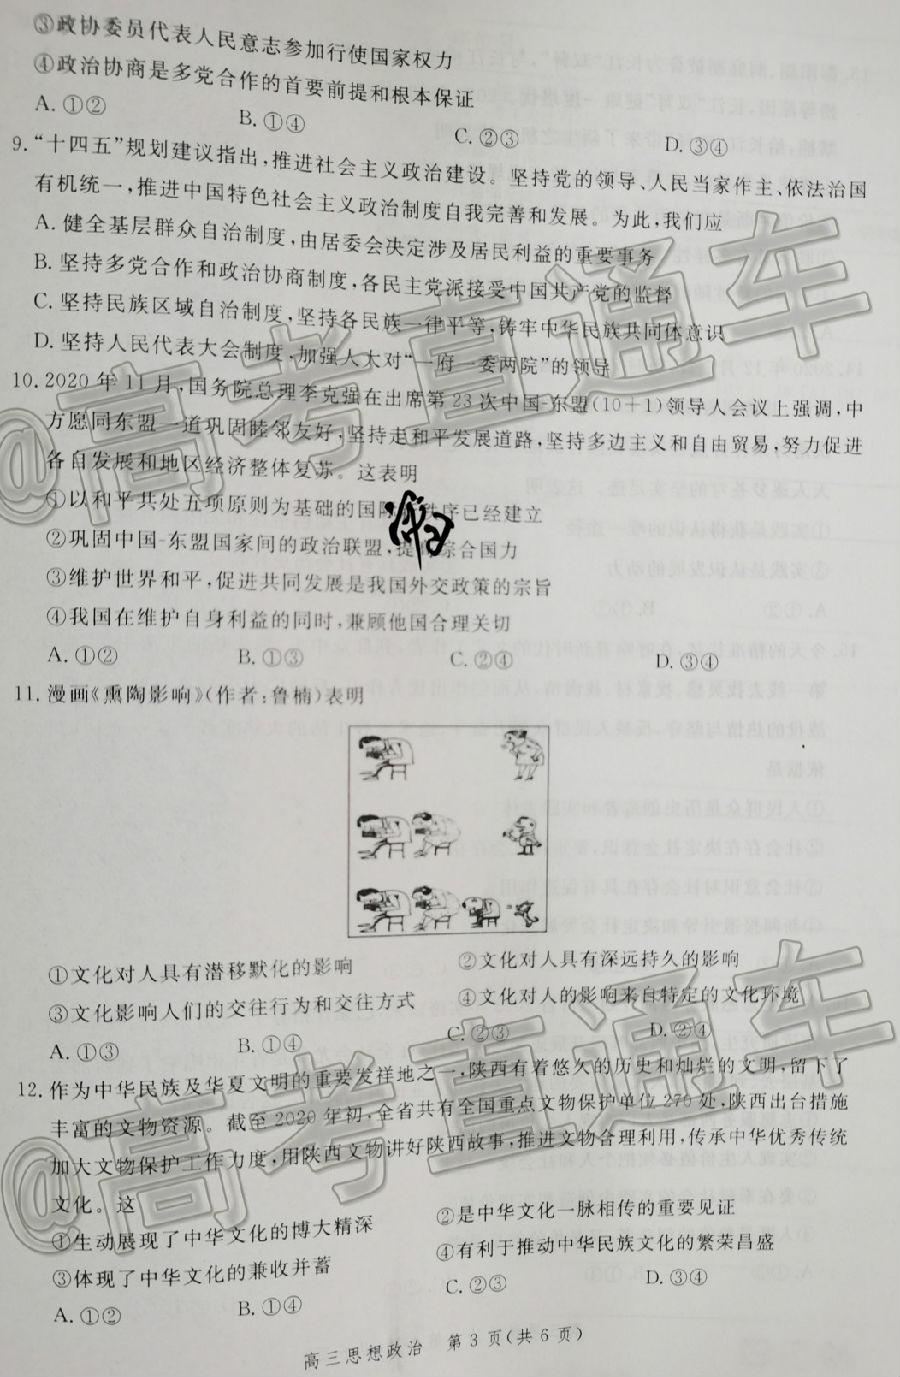 ③政协委员代表人民意志参加行使国家权力
④政治协商是多党合作的首要前提和根本保证
A. ①② B. ①④ C. ②③ D. ③④
9. “十四五”规划建议指出，推进社会主义政治建设。坚持党的领导、人民当家作主、依法治国
有机统一，推进中国特色社会主义政治制度自我完善和发展。为此，我们应
A. 健全基层群众自治制度，由居委会决定涉及居民利益的重要事务
B. 坚持多党合作和政治协商制度，各民主党派接受中国共产党的监督
C. 坚持民族区域自治制度，坚持各民族一律平等，铸牢中华民族共同体意识
D. 坚持人民代表大会制度，加强人大对“一府一委两院”的领导
10. 2020年11月，国务院总理李克强在出席第23次中国-东盟(10+1)领导人会议上强调，中
方愿同东盟一道巩固睦邻友好，坚持走和平发展道路，坚持多边主义和自由贸易，努力促进
各自发展和地区经济整体复苏。这表明
①以和平共处五项原则为基础的国际新秩序已经建立
②巩固中国-东盟国家间的政治联盟，提高综合国力
③维护世界和平，促进共同发展是我国外交政策的宗旨
④我国在维护自身利益的同时，兼顾他国合理关切
A. ①② B. ①③ C. ②④ D. ③④
11. 漫画《熏陶影响》(作者：鲁楠)表明
①文化对人具有潜移默化的影响 ②文化对人具有深远持久的影响
③文化影响人们的交往行为和交往方式 ④文化对人的影响来自特定的文化环境
A. ①③ B. ①④ C. ②③ D. ②④
12. 作为中华民族及华夏文明的重要发祥地之一，陕西有着悠久的历史和灿烂的文明，留下了
丰富的文物资源。截至2020年初，全省共有全国重点文物保护单位270处，陕西出台措施
加大文物保护工作力度，用陕西文物讲好陕西故事，推进文物合理利用，传承中华优秀传统
文化。这
①生动展现了中华文化的博大精深 ②是中华文化一脉相传的重要见证
③体现了中华文化的兼收并蓄 ④有利于推动中华民族文化的繁荣昌盛
A. ①② B. ①④ C. ②③ D. ③④
高三思想政治 第3页(共6页)
@高考直通车
@高考直通车